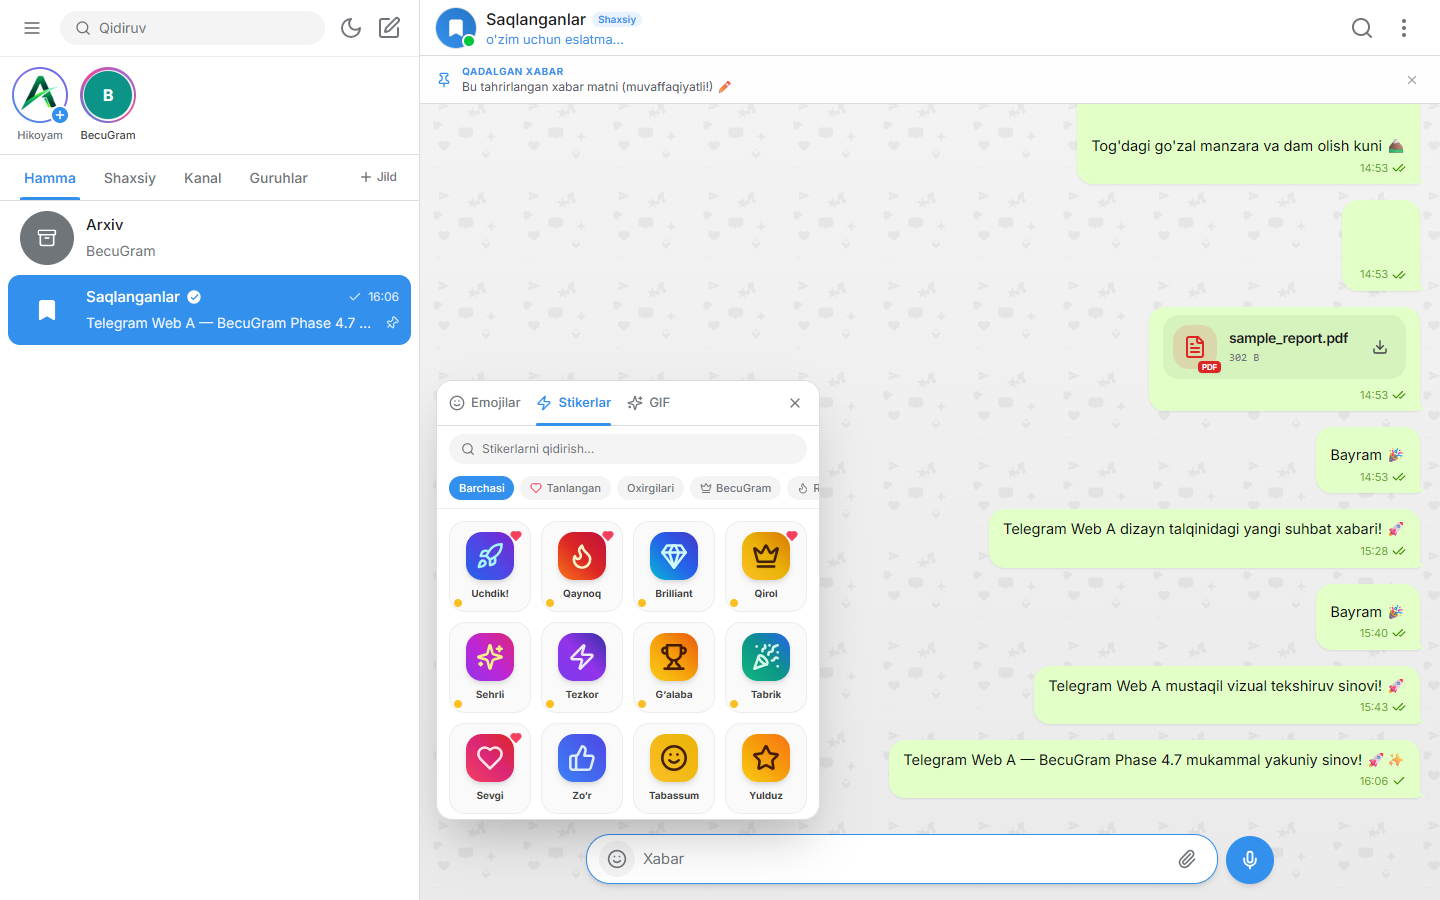 Qidiruv
Hikoyam
B
BecuGram
Hamma
Shaxsiy
Kanal
Guruhlar
Jild
Arxiv
BecuGram
Saqlanganlar
16:06
Telegram Web A — BecuGram Phase 4.7 ...
Saqlanganlar
Shaxsiy
o'zim uchun eslatma...
QADALGAN XABAR
Bu tahrirlangan xabar matni (muvaffaqiyatli!)
Tog'dagi go'zal manzara va dam olish kuni
14:53
14:53
sample_report.pdf
302 B
PDF
14:53
Bayram
14:53
Telegram Web A dizayn talqinidagi yangi suhbat xabari!
15:28
Bayram
15:40
Telegram Web A mustaqil vizual tekshiruv sinovi!
15:43
Telegram Web A — BecuGram Phase 4.7 mukammal yakuniy sinov!
16:06
Emojilar
Stikerlar
GIF
Stikerlarni qidirish...
Barchasi
Tanlangan
Oxirgilari
BecuGram
Uchdik!
Qaynoq
Brilliant
Qirol
Sehrli
Tezkor
G'alaba
Tabrik
Sevgi
Zo'r
Tabassum
Yulduz
Xabar